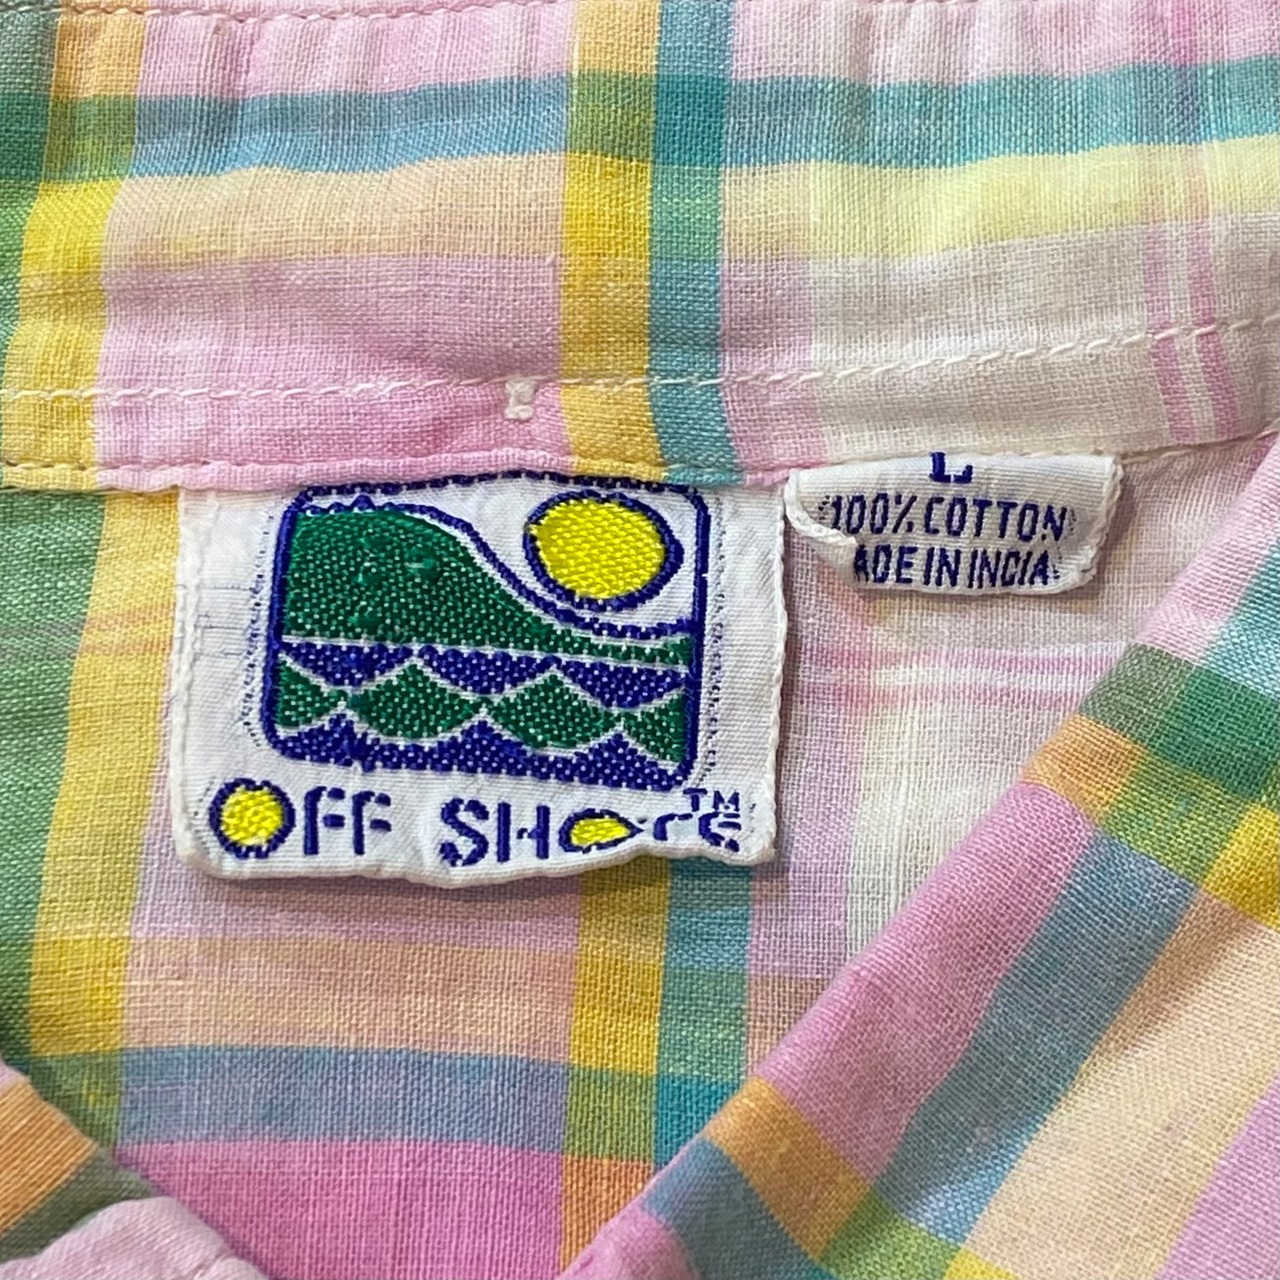 OFF SHORE™
L
100% COTTON
ADE IN INDIA